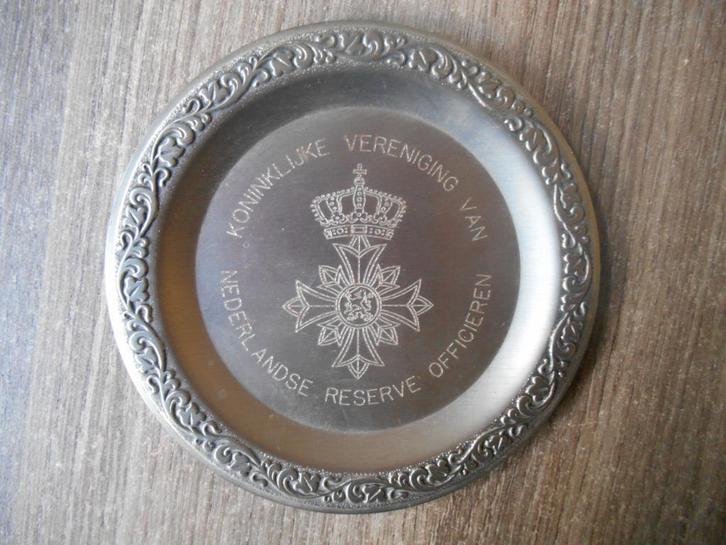 KONINKLIJKE VERENIGING VAN
NEDERLANDSE RESERVE OFFICIEREN